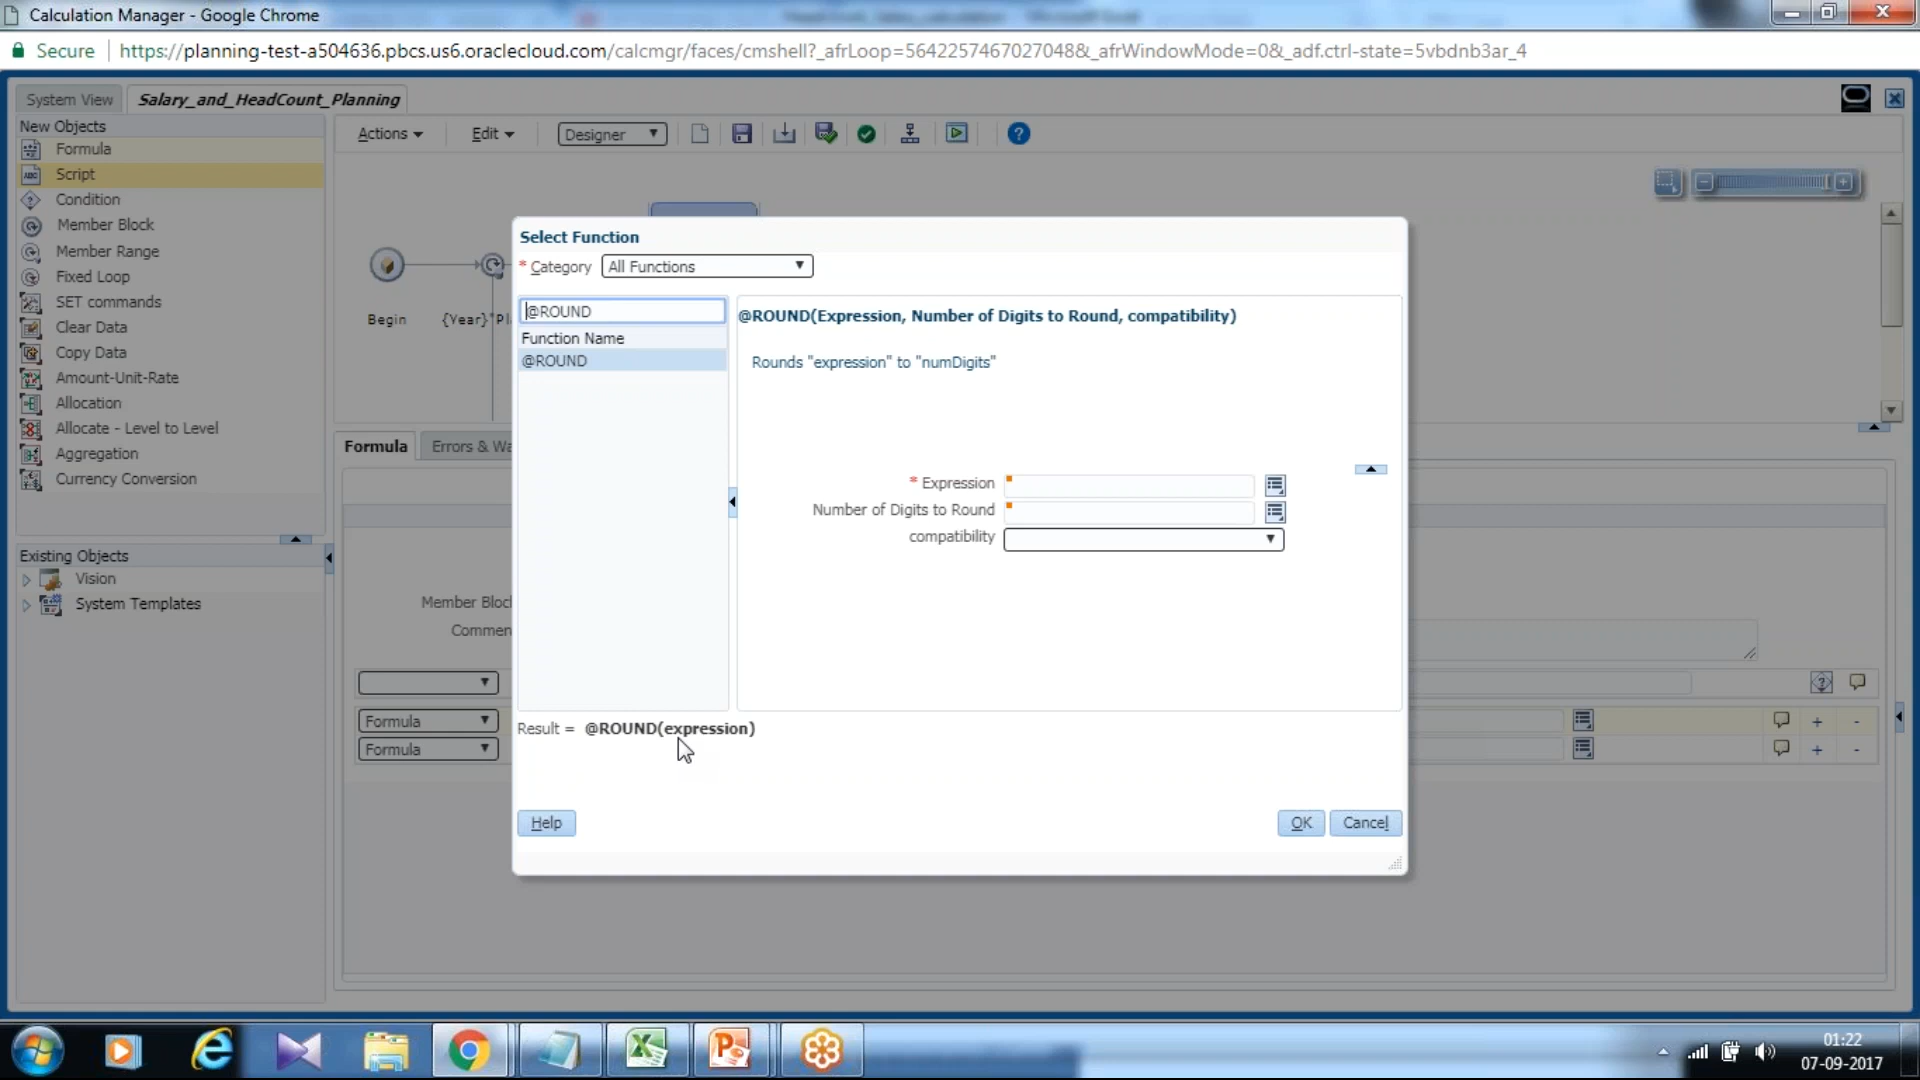 Calculation Manager - Google Chrome
Secure https://planning-test-a504636.pbcs.us6.oraclecloud.com/calcmgr/faces/cmshell?_afrLoop=5642257467027048&_afrWindowMode=0&_adf.ctrl-state=5vbdnb3ar_4
System View Salary_and_HeadCount_Planning
New Objects
Actions Edit Designer
Formula
Script
Condition
Member Block
Member Range
Fixed Loop
SET commands
Clear Data
Copy Data
Amount-Unit-Rate
Allocation
Allocate - Level to Level
Aggregation
Currency Conversion
Existing Objects
Vision
System Templates
Begin
Formula
Member Block
Formula
Formula
Select Function
* Category All Functions
@ROUND
Function Name
@ROUND
@ROUND(Expression, Number of Digits to Round, compatibility)
Rounds "expression" to "numDigits"
* Expression
Number of Digits to Round
compatibility
Result = @ROUND(expression)
Help OK Cancel
01:22
07-09-2017